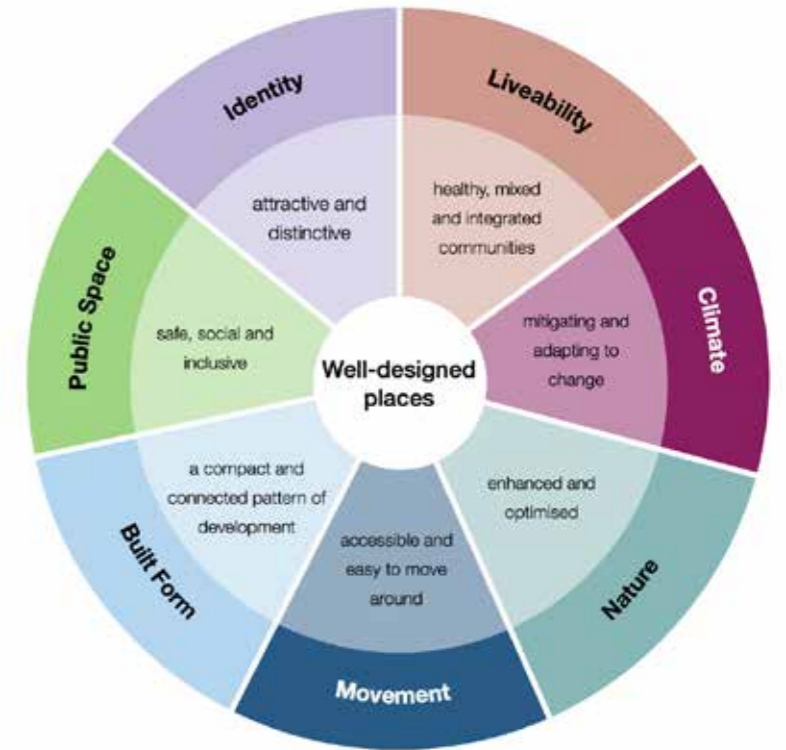 Well-designed
places
Liveability
healthy, mixed
and integrated
communities
Climate
mitigating and
adapting to
change
Nature
enhanced and
optimised
Movement
accessible and
easy to move
around
Built Form
a compact and
connected pattern of
development
Public Space
safe, social and
inclusive
Identity
attractive and
distinctive